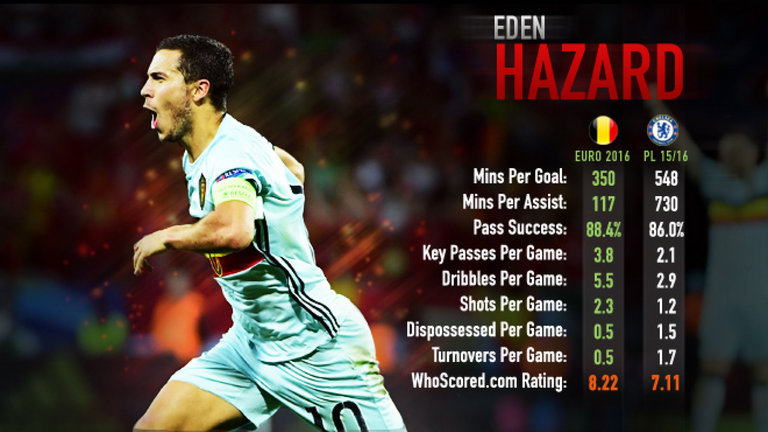 EDEN
HAZARD
EURO 2016 PL 15/16
Mins Per Goal: 350 548
Mins Per Assist: 117 730
Pass Success: 88.4% 86.0%
Key Passes Per Game: 3.8 2.1
Dribbles Per Game: 5.5 2.9
Shots Per Game: 2.3 1.2
Dispossessed Per Game: 0.5 1.5
Turnovers Per Game: 0.5 1.7
WhoScored.com Rating: 8.22 7.11
RESPECT
10